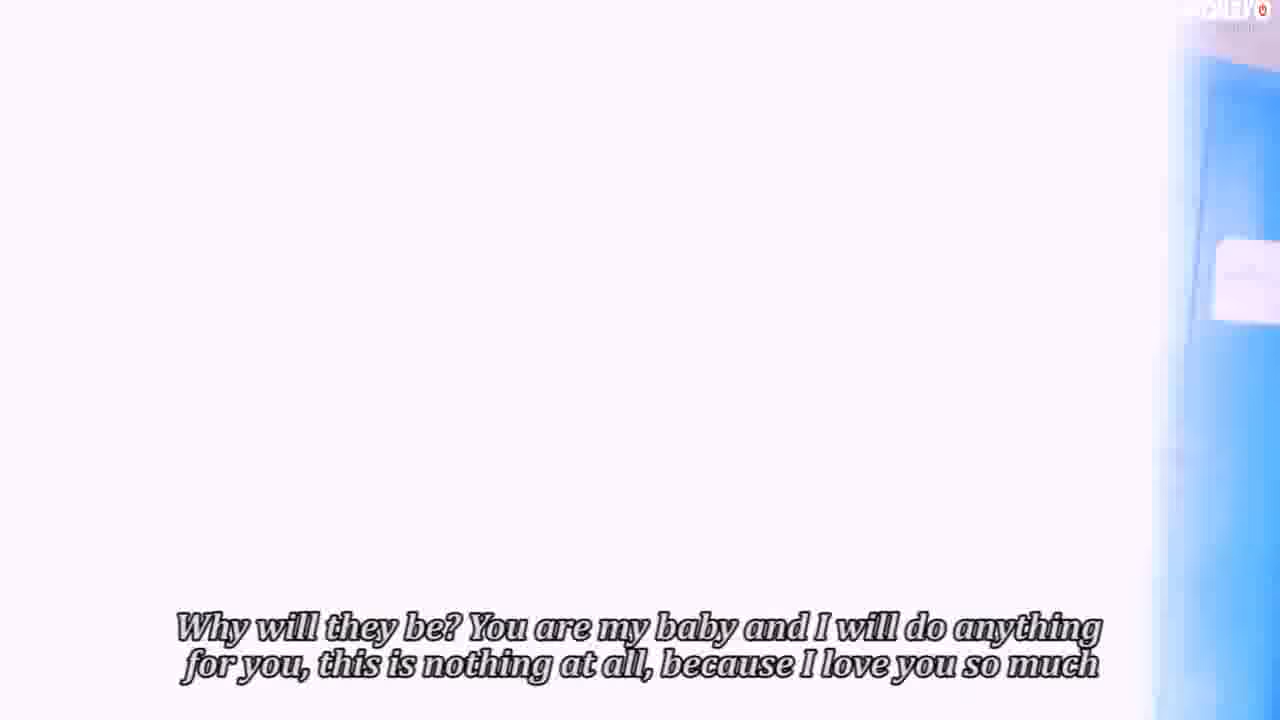 Why will they be? You are my baby and I will do anything
for you, this is nothing at all, because I love you so much